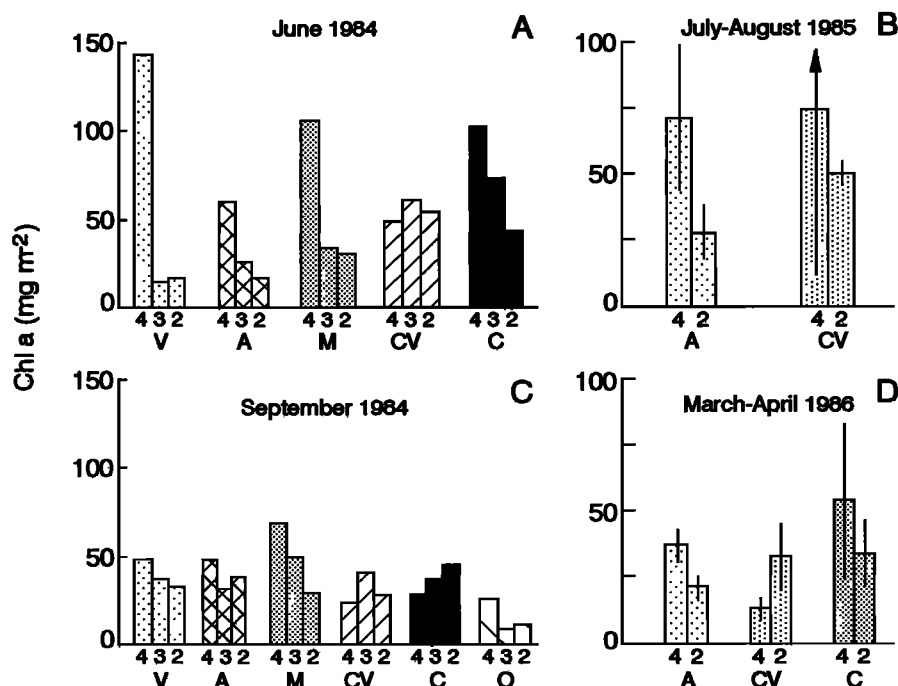 Chl a (mg m-2)
June 1984
A
150
100
50
0
4 3 2
4 3 2
4 3 2
4 3 2
4 3 2
V
A
M
CV
C
July-August 1985
B
100
50
0
4 2
4 2
A
CV
September 1984
C
150
100
50
0
4 3 2
4 3 2
4 3 2
4 3 2
4 3 2
4 3 2
V
A
M
CV
C
O
March-April 1986
D
100
50
0
4 2
4 2
4 2
A
CV
C